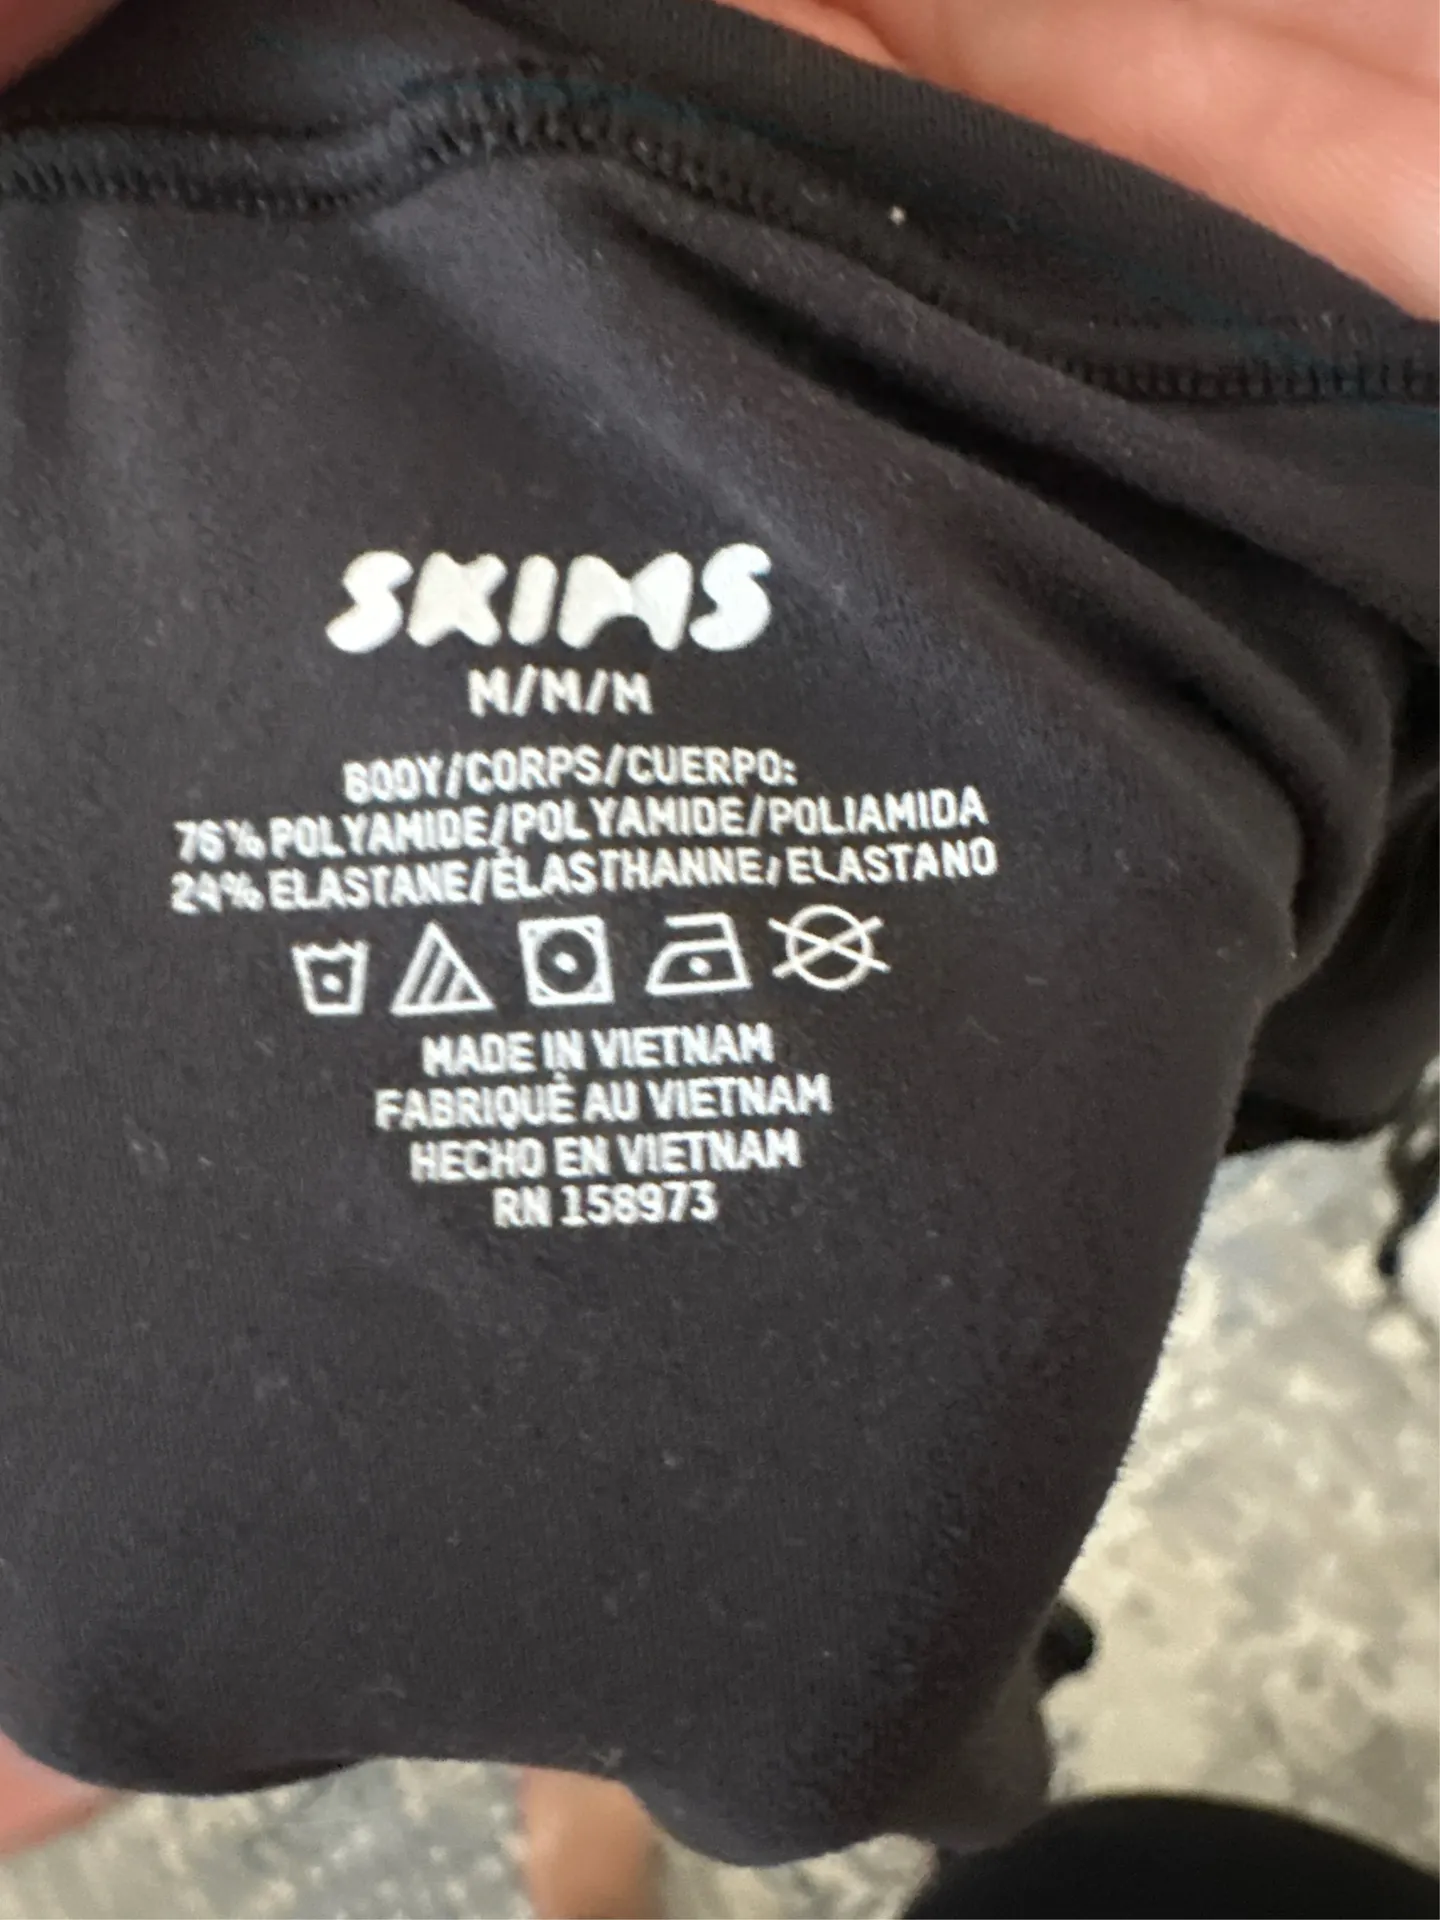 SKIMS
M/M/M
BODY/CORPS/CUERPO:
76% POLYAMIDE/POLYAMIDE/POLIAMIDA
24% ELASTANE/ÉLASTHANNE/ELASTANO
MADE IN VIETNAM
FABRIQUÉ AU VIETNAM
HECHO EN VIETNAM
RN 158973